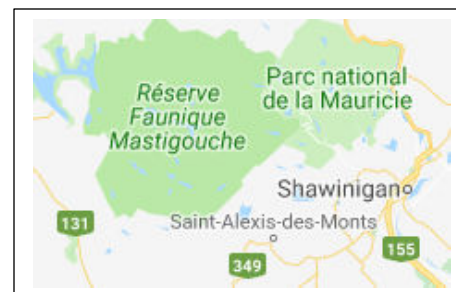 Parc national
de la Mauricie
Réserve
Faunique
Mastigouche
Shawinigan
Saint-Alexis-des-Monts
131
155
349